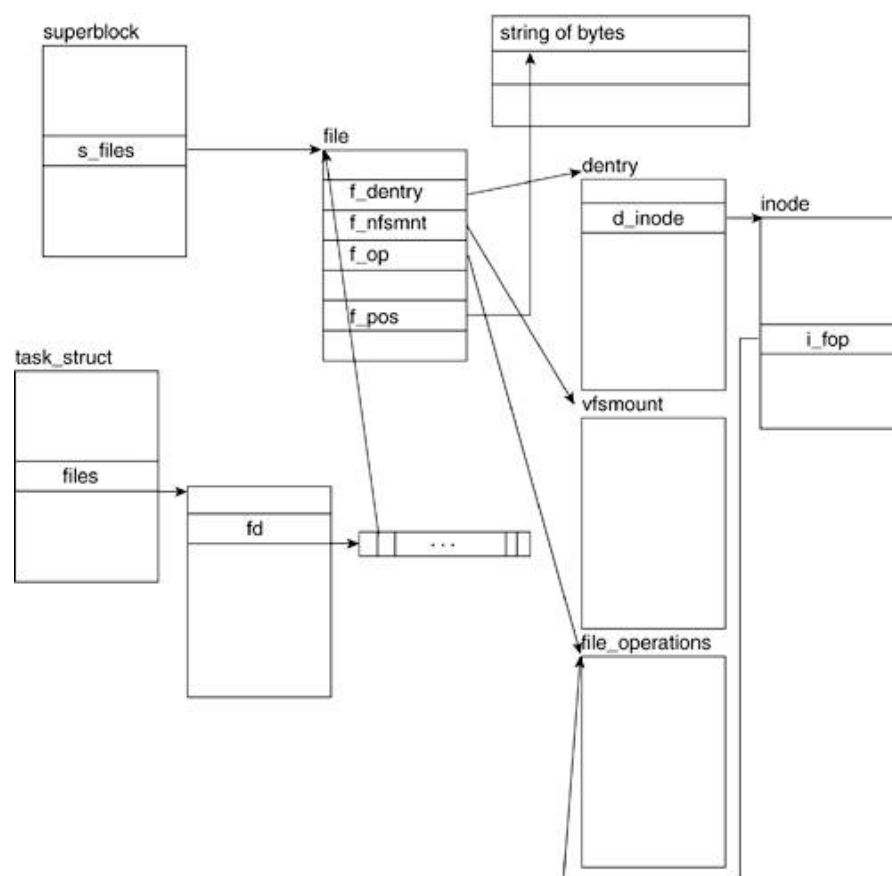 superblock
s_files
string of bytes
file
f_dentry
f_nfsmnt
f_op
f_pos
dentry
d_inode
inode
i_fop
task_struct
files
fd
...
vfsmount
file_operations